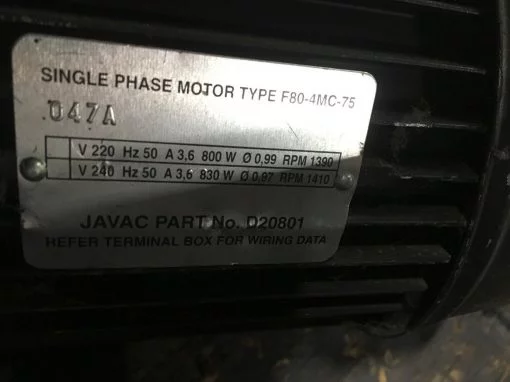 SINGLE PHASE MOTOR TYPE F80-4MC-75
047A
V 220 Hz 50 A 3,6 800 W Ø 0,99 RPM 1390
V 240 Hz 50 A 3,6 830 W Ø 0,97 RPM 1410
JAVAC PART No. D20801
HEFER TERMINAL BOX FOR WIRING DATA